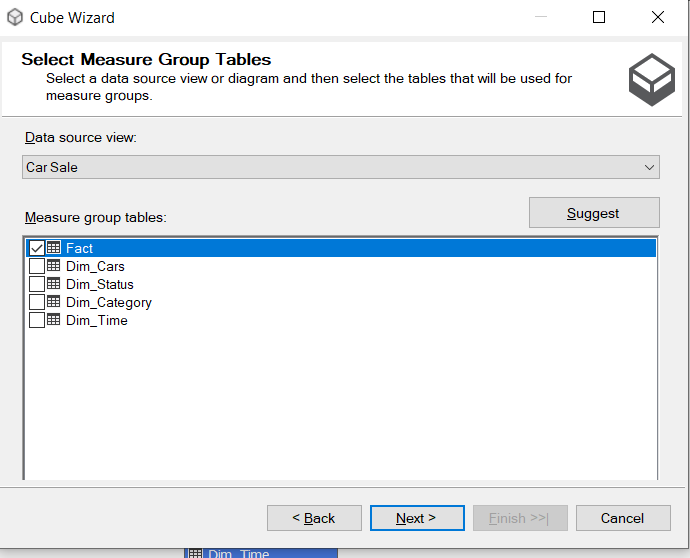 Cube Wizard
Select Measure Group Tables
Select a data source view or diagram and then select the tables that will be used for
measure groups.
Data source view:
Car Sale
Measure group tables:
Suggest
Fact
Dim_Cars
Dim_Status
Dim_Category
Dim_Time
< Back
Next >
Finish >>|
Cancel
Dim_Time